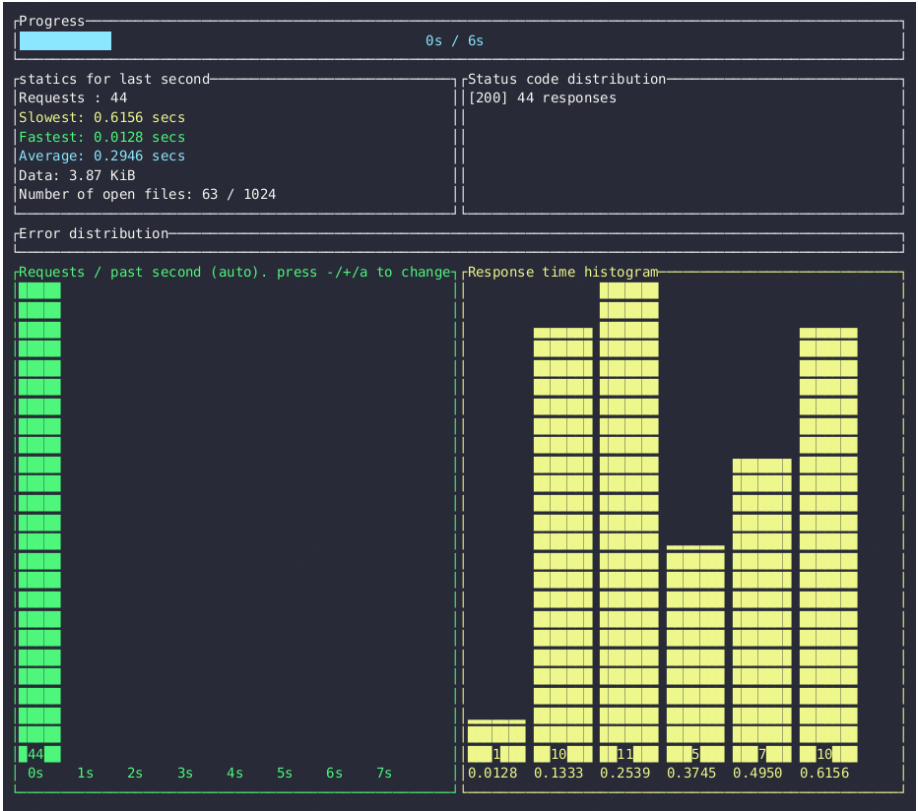 Progress
0s / 6s
statics for last second
Requests : 44
Slowest: 0.6156 secs
Fastest: 0.0128 secs
Average: 0.2946 secs
Data: 3.87 KiB
Number of open files: 63 / 1024
Status code distribution
[200] 44 responses
Error distribution
Requests / past second (auto). press -/+/a to change
44
0s 1s 2s 3s 4s 5s 6s 7s
Response time histogram
1 10 11 5 7 10
0.0128 0.1333 0.2539 0.3745 0.4950 0.6156